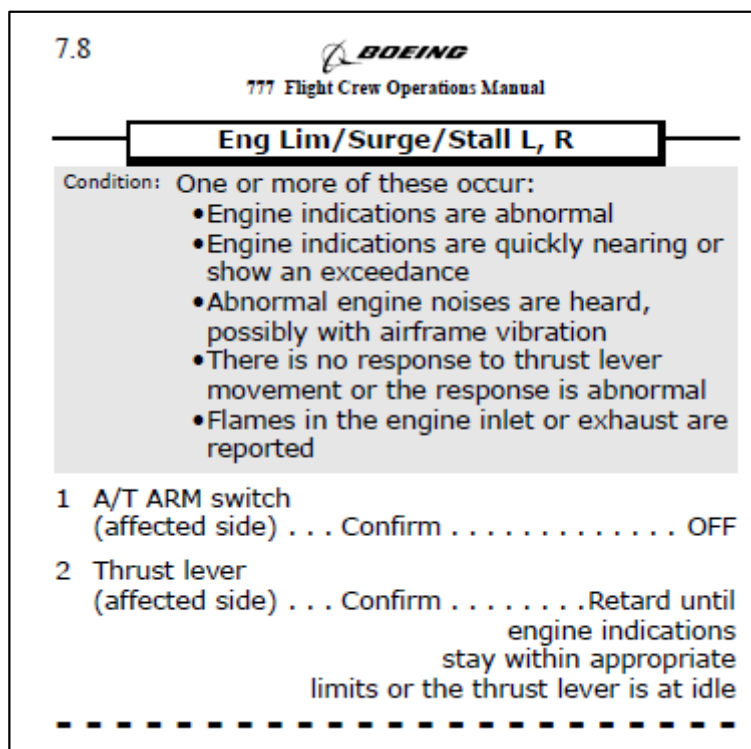 7.8
BOEING
777 Flight Crew Operations Manual
Eng Lim/Surge/Stall L, R
Condition: One or more of these occur:
•Engine indications are abnormal
•Engine indications are quickly nearing or
show an exceedance
•Abnormal engine noises are heard,
possibly with airframe vibration
•There is no response to thrust lever
movement or the response is abnormal
•Flames in the engine inlet or exhaust are
reported
1 A/T ARM switch
(affected side) . . . Confirm . . . . . . . . . . . . . OFF
2 Thrust lever
(affected side) . . . Confirm . . . . . . . .Retard until
engine indications
stay within appropriate
limits or the thrust lever is at idle